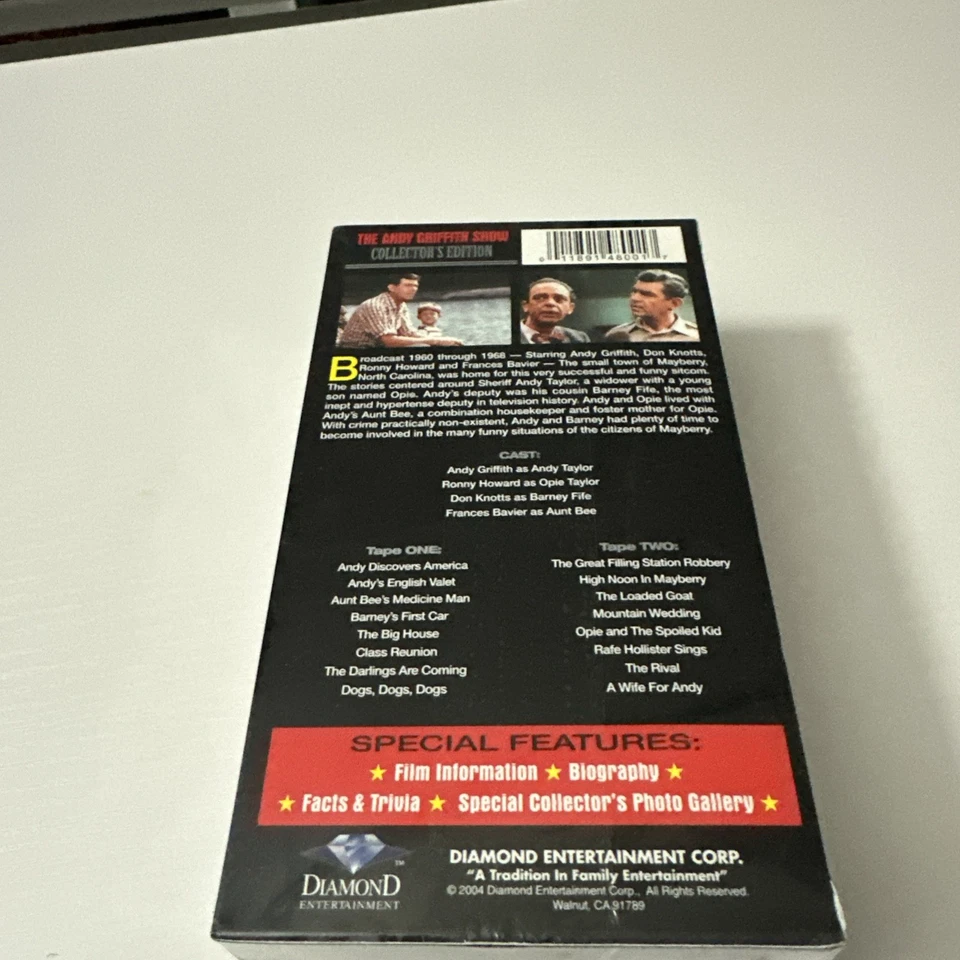 THE ANDY GRIFFITH SHOW
COLLECTOR'S EDITION
0 11891 46001 7
Broadcast 1960 through 1968 — Starring Andy Griffith, Don Knotts,
Ronny Howard and Frances Bavier — The small town of Mayberry,
North Carolina, was home for this very successful and funny sitcom.
The stories centered around Sheriff Andy Taylor, a widower with a young
son named Opie. Andy's deputy was his cousin Barney Fife, the most
inept and hypertense deputy in television history. Andy and Opie lived with
Andy's Aunt Bee, a combination housekeeper and foster mother for Opie.
With crime practically non-existent, Andy and Barney had plenty of time to
become involved in the many funny situations of the citizens of Mayberry.
CAST:
Andy Griffith as Andy Taylor
Ronny Howard as Opie Taylor
Don Knotts as Barney Fife
Frances Bavier as Aunt Bee
Tape ONE:
Andy Discovers America
Andy's English Valet
Aunt Bee's Medicine Man
Barney's First Car
The Big House
Class Reunion
The Darlings Are Coming
Dogs, Dogs, Dogs
Tape TWO:
The Great Filling Station Robbery
High Noon In Mayberry
The Loaded Goat
Mountain Wedding
Opie and The Spoiled Kid
Rafe Hollister Sings
The Rival
A Wife For Andy
SPECIAL FEATURES:
★ Film Information ★ Biography ★
★ Facts & Trivia ★ Special Collector's Photo Gallery ★
DIAMOND
ENTERTAINMENT
TM
DIAMOND ENTERTAINMENT CORP.
"A Tradition In Family Entertainment"
© 2004 Diamond Entertainment Corp., All Rights Reserved.
Walnut, CA 91789